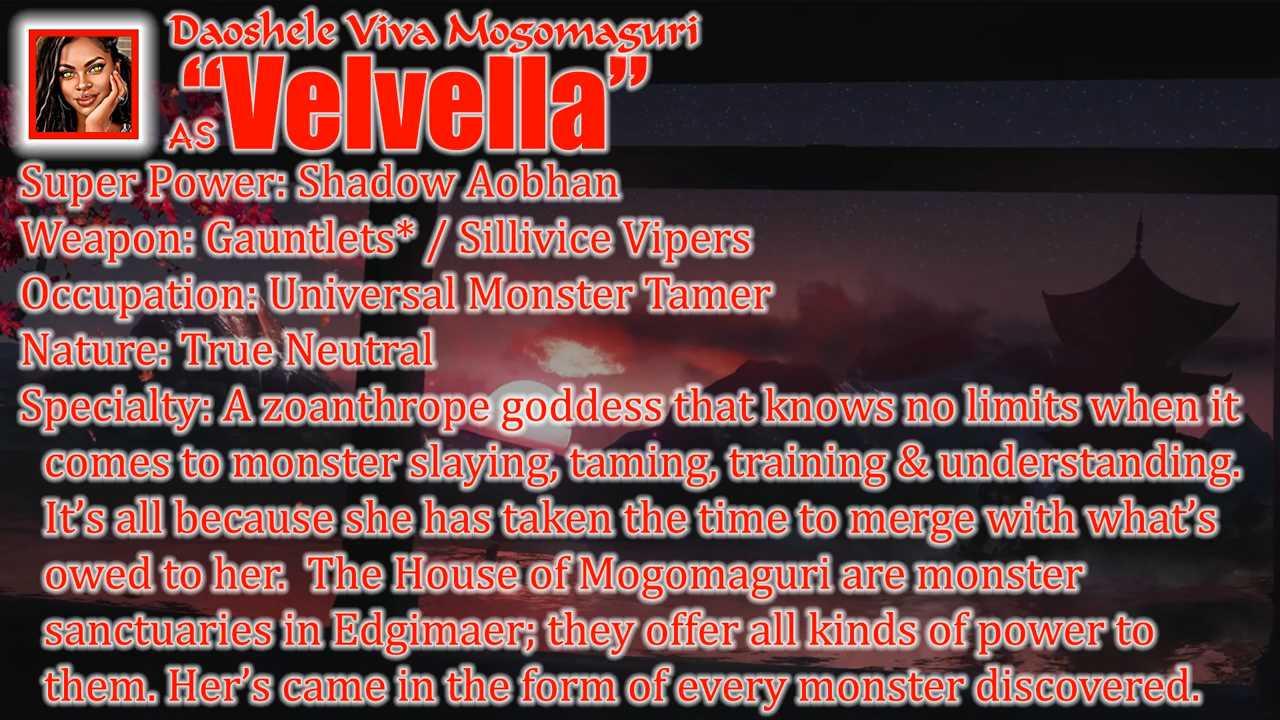 Daoshele Viva Mogomaguri
AS “Velvella”
Super Power: Shadow Aobhan
Weapon: Gauntlets* / Sillivice Vipers
Occupation: Universal Monster Tamer
Nature: True Neutral
Specialty: A zoanthrope goddess that knows no limits when it
comes to monster slaying, taming, training & understanding.
It’s all because she has taken the time to merge with what’s
owed to her.  The House of Mogomaguri are monster
sanctuaries in Edgimaer; they offer all kinds of power to
them. Her’s came in the form of every monster discovered.